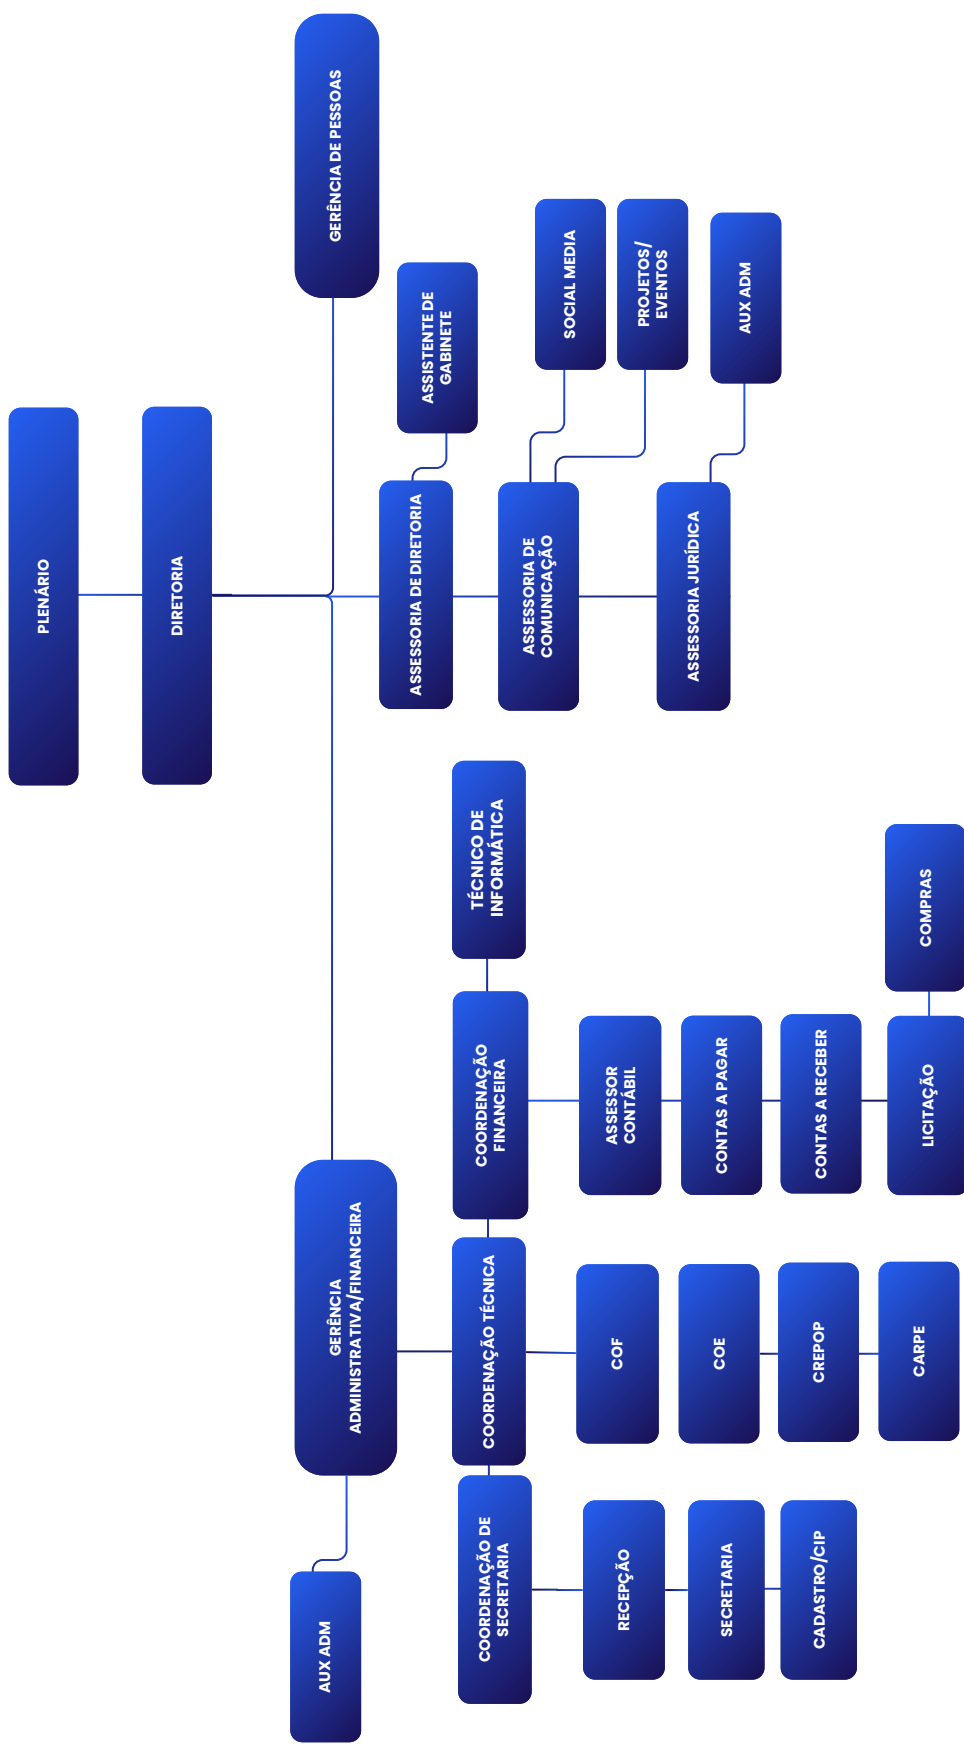 PLENÁRIO
DIRETORIA
GERÊNCIA
ADMINISTRATIVA/FINANCEIRA
GERÊNCIA DE PESSOAS
AUX ADM
ASSESSORIA DE DIRETORIA
ASSISTENTE DE
GABINETE
COORDENAÇÃO DE
SECRETARIA
COORDENAÇÃO TÉCNICA
COORDENAÇÃO
FINANCEIRA
TÉCNICO DE
INFORMÁTICA
ASSESSORIA DE
COMUNICAÇÃO
SOCIAL MEDIA
PROJETOS/
EVENTOS
RECEPÇÃO
COF
ASSESSOR
CONTÁBIL
ASSESSORIA JURÍDICA
AUX ADM
SECRETARIA
COE
CONTAS A PAGAR
CADASTRO/CIP
CREPOP
CONTAS A RECEBER
CARPE
LICITAÇÃO
COMPRAS